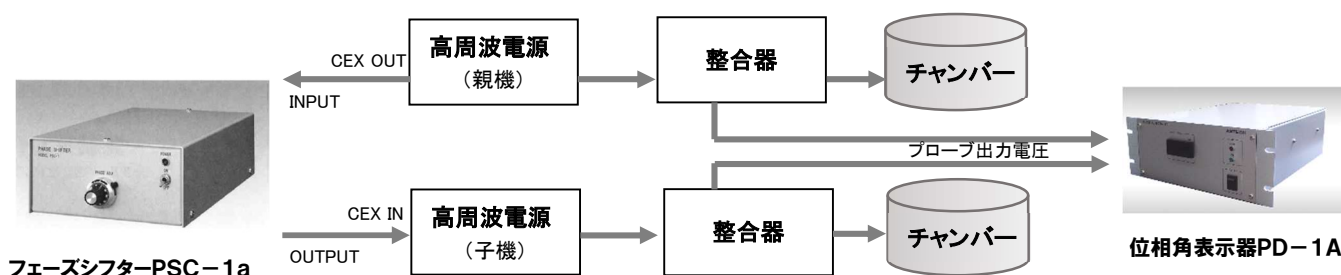 高周波電源
(親機)
整合器
チャンバー
CEX OUT
INPUT
プローブ出力電圧
PHASE SHIFTER
CEX IN
OUTPUT
高周波電源
(子機)
整合器
チャンバー
フェーズシフターPSC－1a
位相角表示器PD－1A